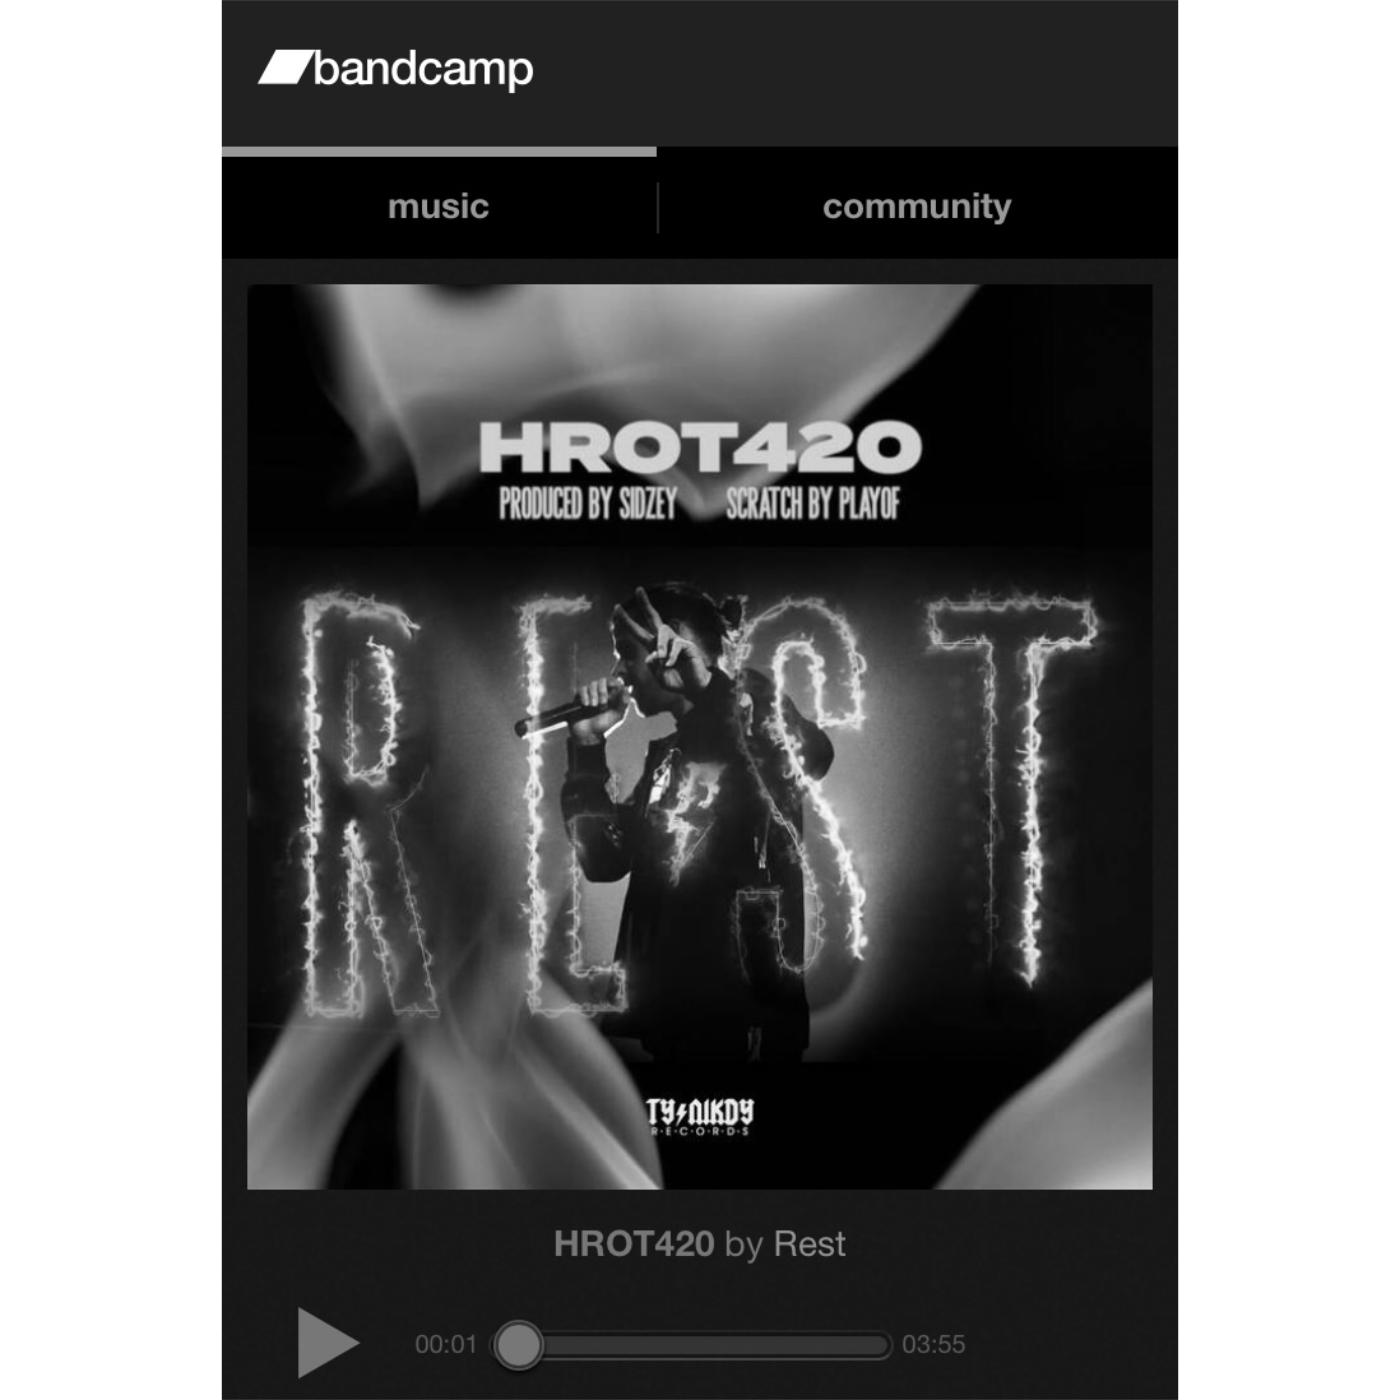 bandcamp
music community
HROT420
PRODUCED BY SIDZEY SCRATCH BY PLAYOF
REST
TY NIKDY
R·E·C·O·R·D·S
HROT420 by Rest
00:01 03:55